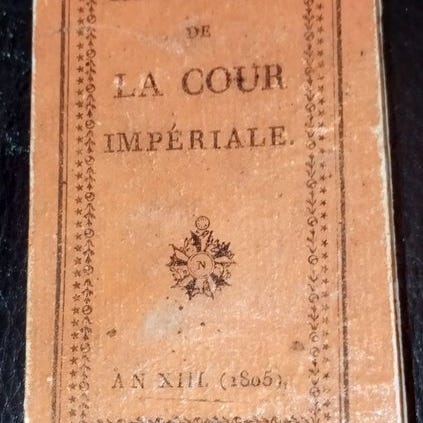 DE
LA COUR
IMPÉRIALE.
N
AN XIII. (1805).